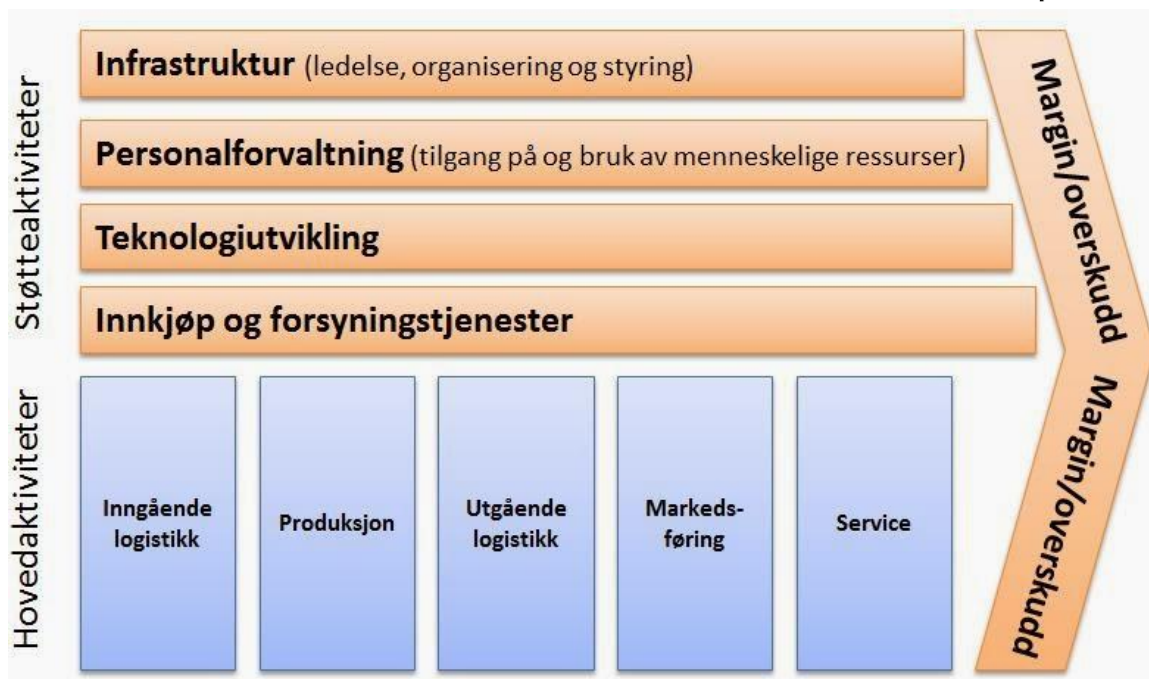 Støtteaktiviteter
Infrastruktur (ledelse, organisering og styring)
Personalforvaltning (tilgang på og bruk av menneskelige ressurser)
Teknologiutvikling
Innkjøp og forsyningstjenester
Margin/overskudd
Hovedaktiviteter
Inngående
logistikk
Produksjon
Utgående
logistikk
Markeds-
føring
Service
Margin/overskudd